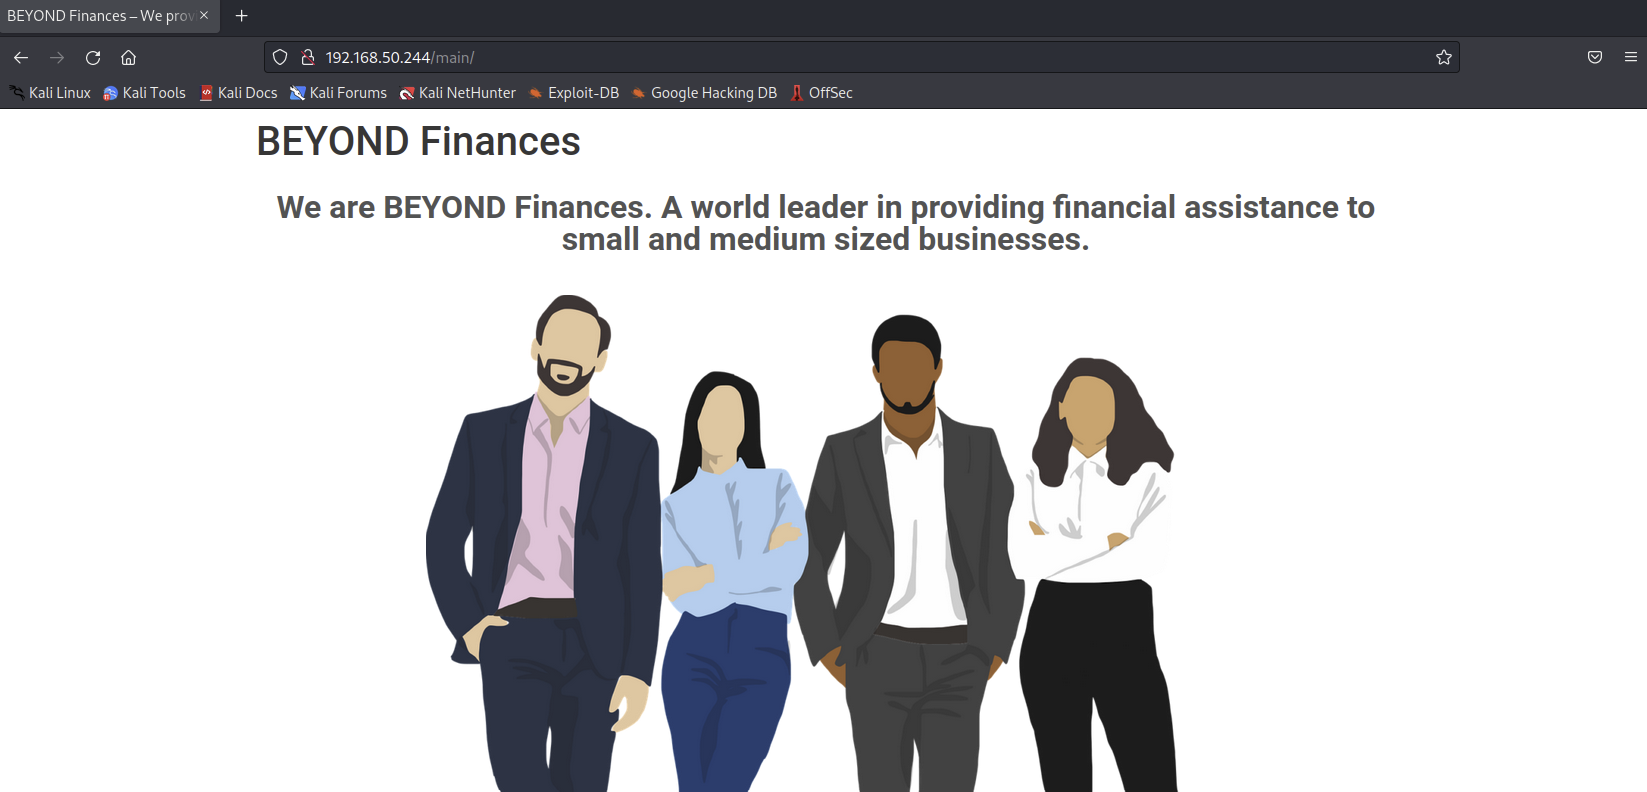 BEYOND Finances – We prov
192.168.50.244/main/
Kali Linux Kali Tools Kali Docs Kali Forums Kali NetHunter Exploit-DB Google Hacking DB OffSec
BEYOND Finances
We are BEYOND Finances. A world leader in providing financial assistance to
small and medium sized businesses.